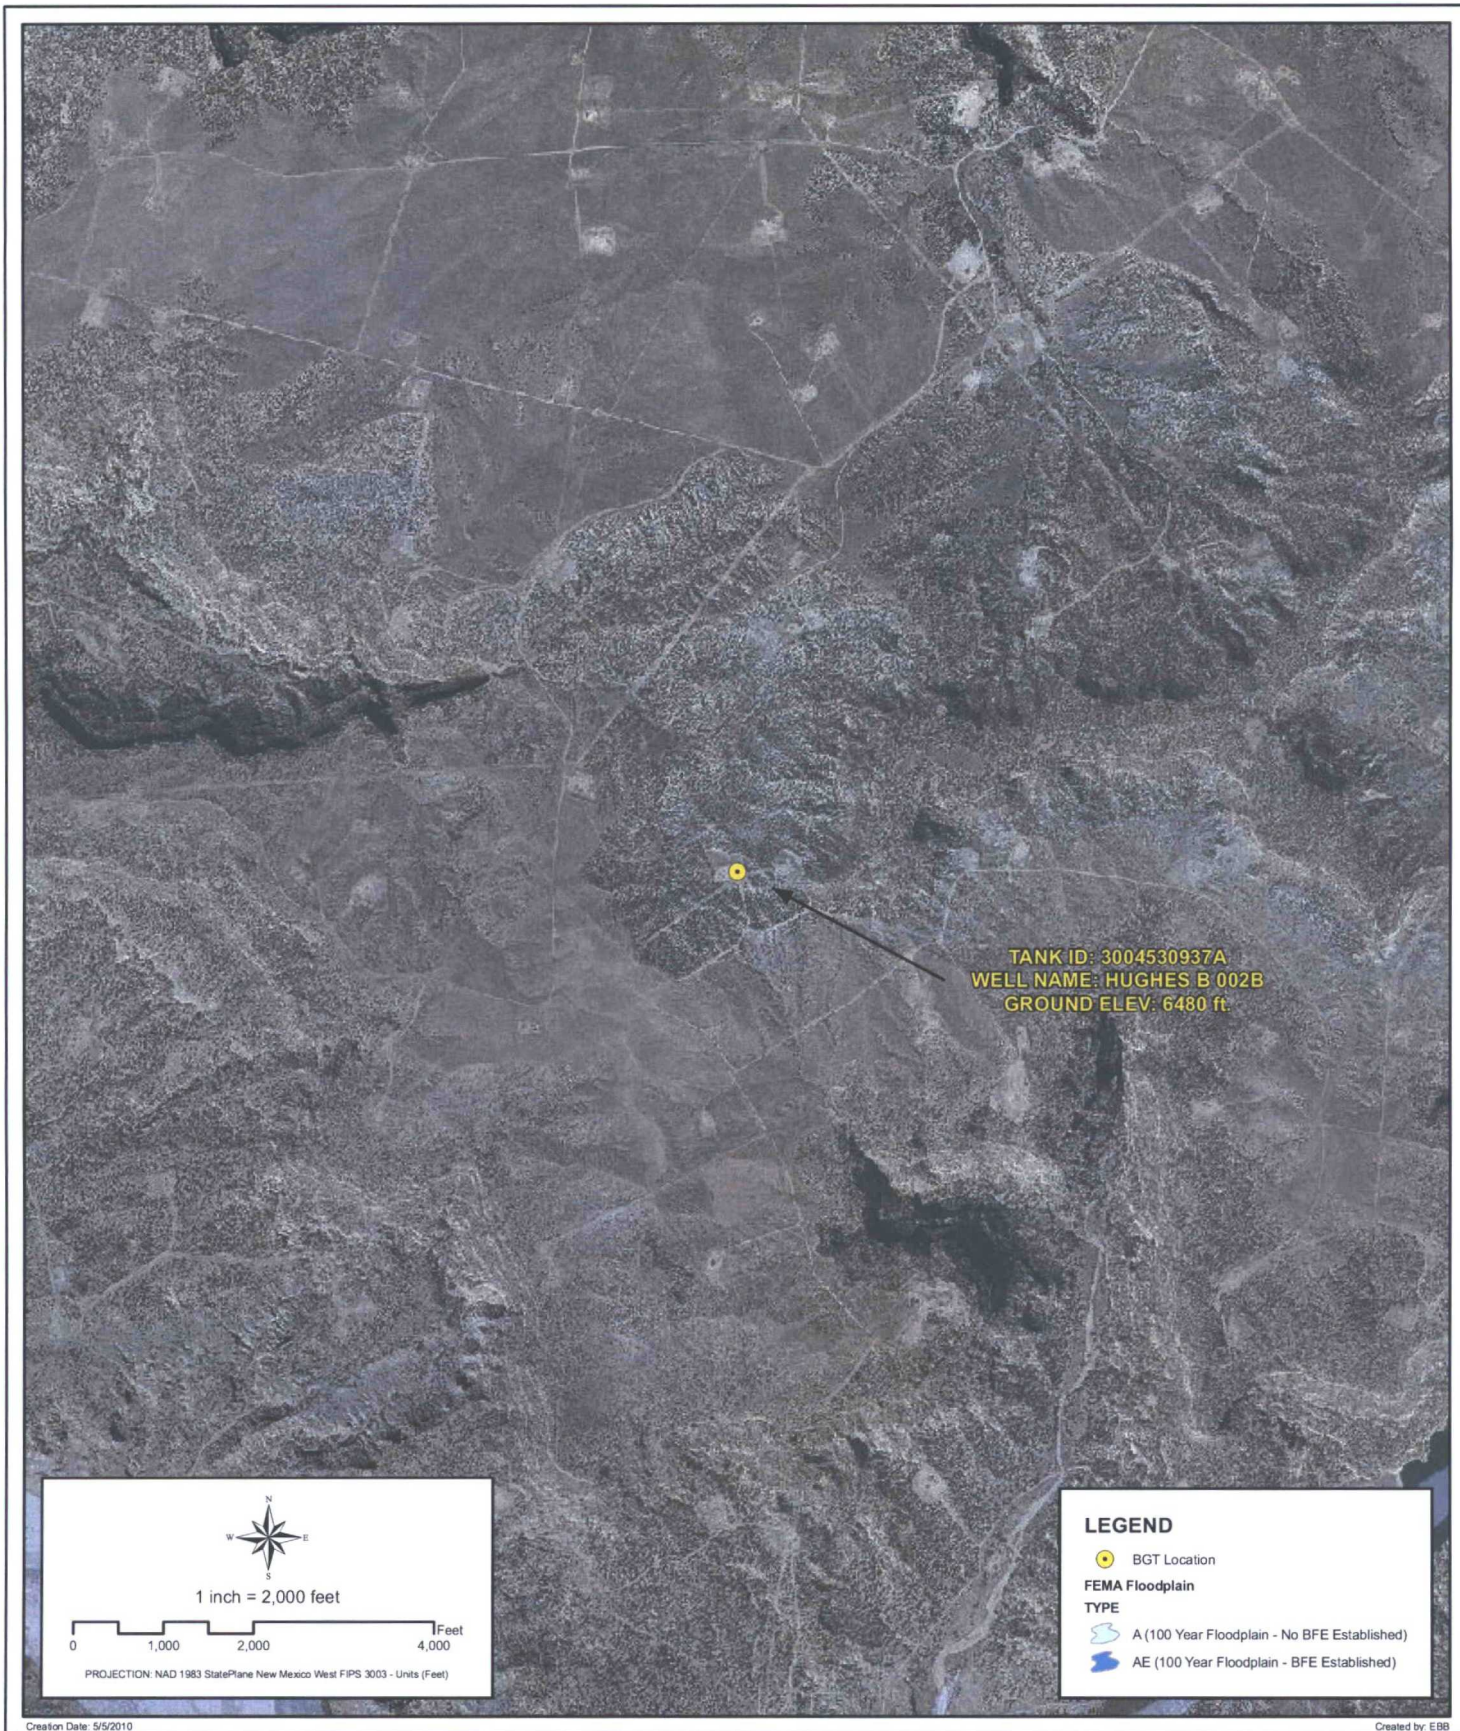 TANK ID: 3004530937A
WELL NAME: HUGHES B 002B
GROUND ELEV: 6480 ft.
N
W E
S
1 inch = 2,000 feet
Feet
0 1,000 2,000 4,000
PROJECTION: NAD 1983 StatePlane New Mexico West FIPS 3003 - Units (Feet)
LEGEND
BGT Location
FEMA Floodplain
TYPE
A (100 Year Floodplain - No BFE Established)
AE (100 Year Floodplain - BFE Established)
Creation Date: 5/5/2010
Created by: EBB